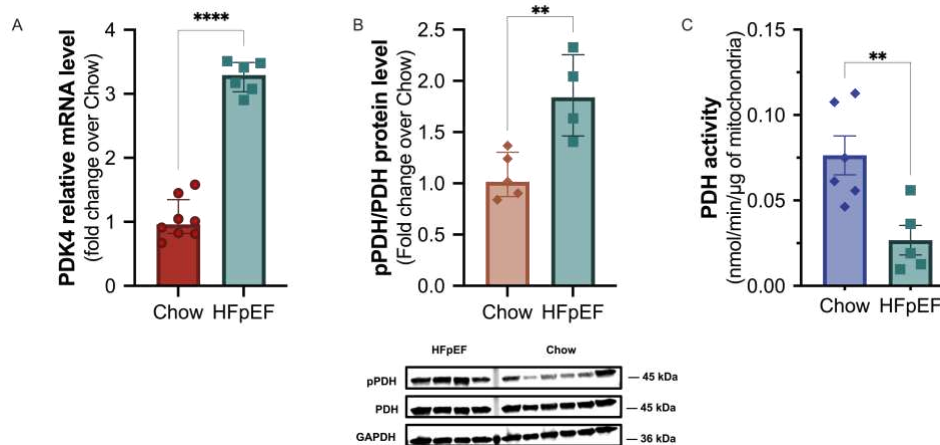 A
PDK4 relative mRNA level
(fold change over Chow)
4
3
2
1
0
****
Chow HFpEF
B
pPDH/PDH protein level
(Fold change over Chow)
2.5
2.0
1.5
1.0
0.5
0.0
**
Chow HFpEF
C
PDH activity
(nmol/min/µg of mitochondria)
0.15
0.10
0.05
0.00
**
Chow HFpEF
HFpEF Chow
pPDH — 45 kDa
PDH — 45 kDa
GAPDH — 36 kDa